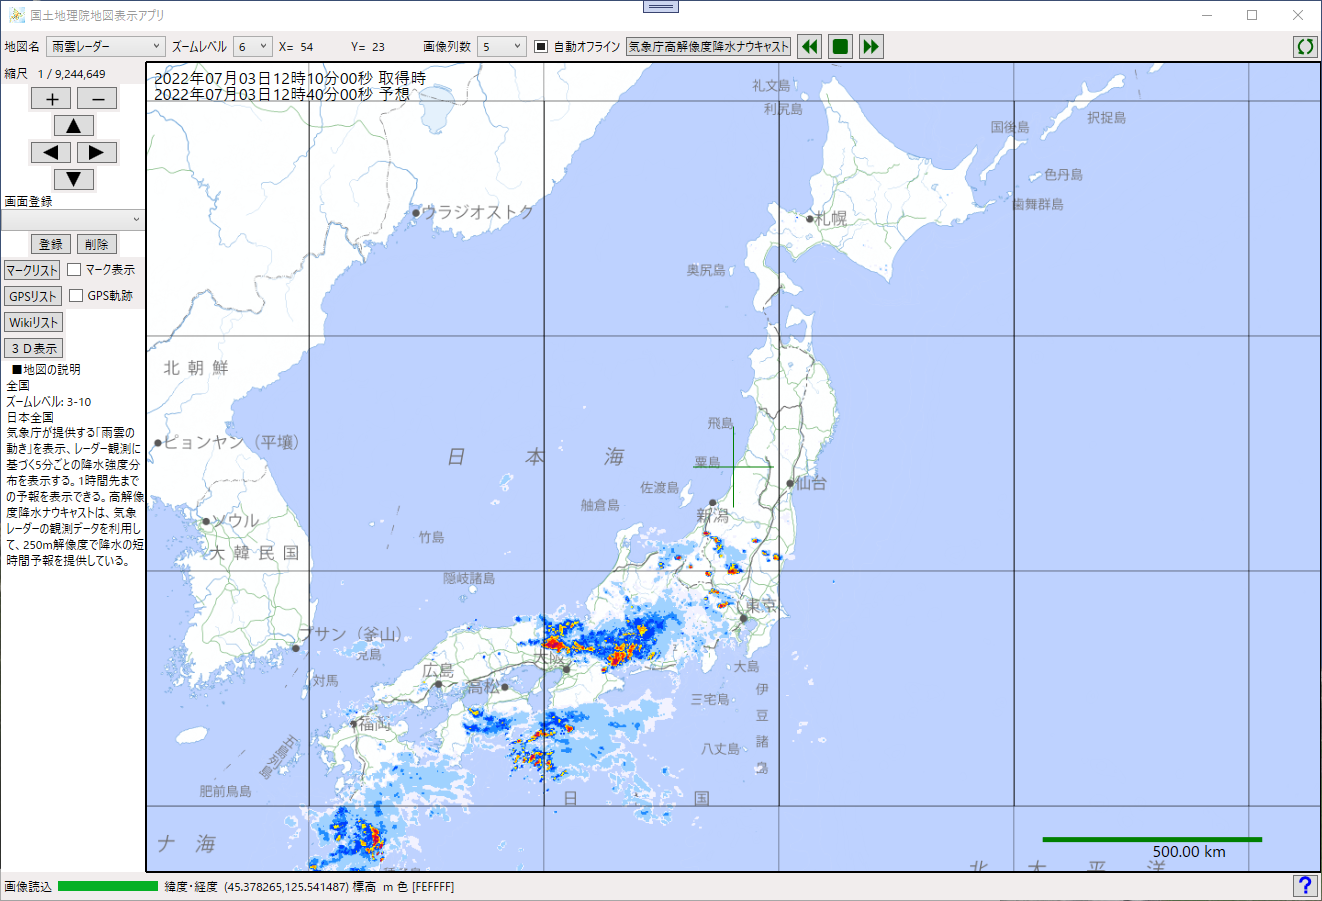 国土地理院地図表示アプリ
地図名 雨雲レーダー ズームレベル 6 X= 54 Y= 23 画像列数 5 自動オフライン 気象庁高解像度降水ナウキャスト
縮尺 1 / 9,244,649
+ −
画面登録
登録 削除
マークリスト マーク表示
GPSリスト GPS軌跡
Wikiリスト
３Ｄ表示
■地図の説明
全国
ズームレベル: 3-10
日本全国
気象庁が提供する「雨雲の
動き」を表示、レーダー観測に
基づく5分ごとの降水強度分
布を表示する。1時間先まで
の予報を表示できる。高解像
度降水ナウキャストは、気象
レーダーの観測データを利用し
て、250m解像度で降水の短
時間予報を提供している。
2022年07月03日12時10分00秒 取得時
2022年07月03日12時40分00秒 予想
礼文島
利尻島
択捉島
国後島
色丹島
歯舞群島
ウラジオストク
札幌
奥尻島
北朝鮮
飛島
ピョンヤン（平壌）
日本海
粟島
仙台
佐渡島
舳倉島
新潟
ソウル
竹島
大韓民国
隠岐諸島
東京
プサン（釜山）
見島
大阪
大島
広島
対馬
高松
伊豆諸島
三宅島
福岡
八丈島
五島列島
肥前鳥島
日国
ナ海
500.00 km
北太平洋
画像読込 緯度・経度 (45.378265,125.541487) 標高 m 色 [FEFFFF]
?